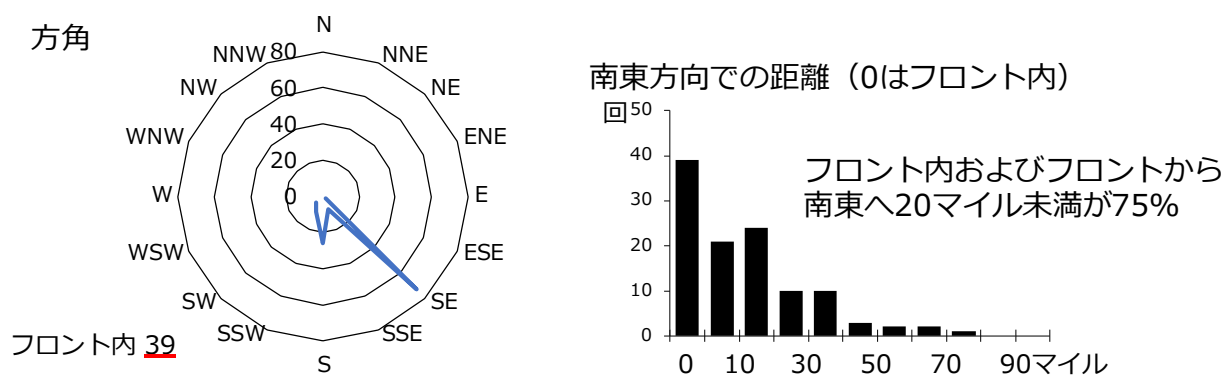 方角
N
NNE
NE
ENE
E
ESE
SE
SSE
S
SSW
SW
WSW
W
WNW
NW
NNW
80
60
40
20
0
フロント内 39
南東方向での距離（0はフロント内）
回
50
40
30
20
10
0
フロント内およびフロントから
南東へ20マイル未満が75%
0 10 30 50 70 90マイル